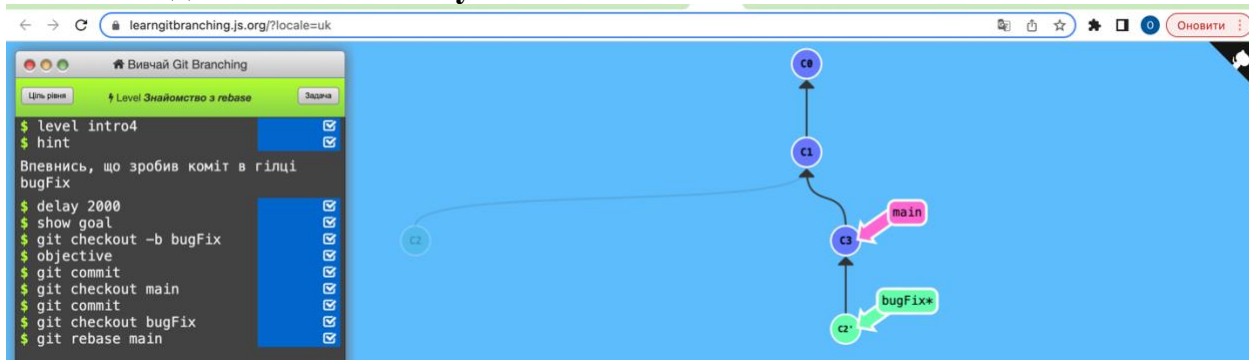 learngitbranching.js.org/?locale=uk
О
Оновити
Вивчай Git Branching
Ціль рівня
Level Знайомство з rebase
Задача
$ level intro4
$ hint
Впевнись, що зробив коміт в гілці
bugFix
$ delay 2000
$ show goal
$ git checkout -b bugFix
$ objective
$ git commit
$ git checkout main
$ git commit
$ git checkout bugFix
$ git rebase main
C0
C1
main
C2
C3
bugFix*
C2'